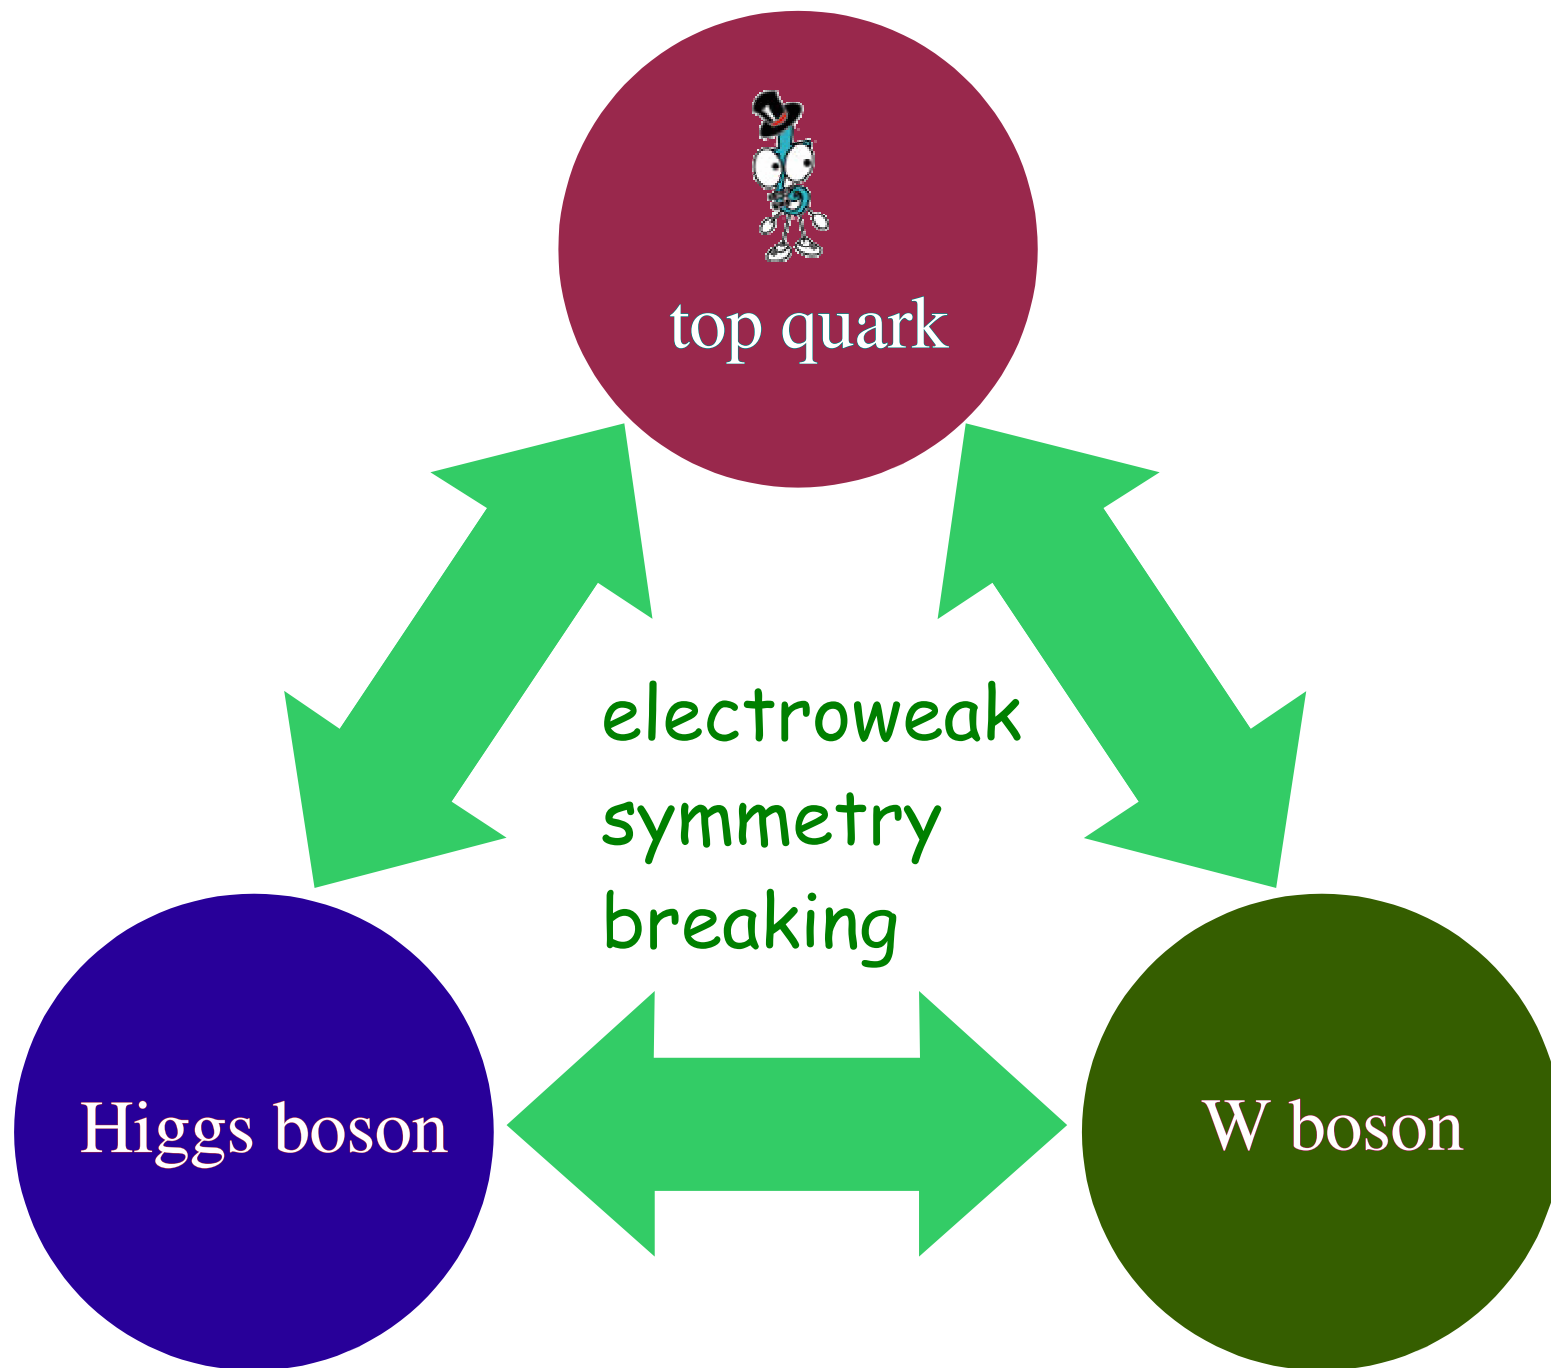 top quark
electroweak
symmetry
breaking
Higgs boson
W boson